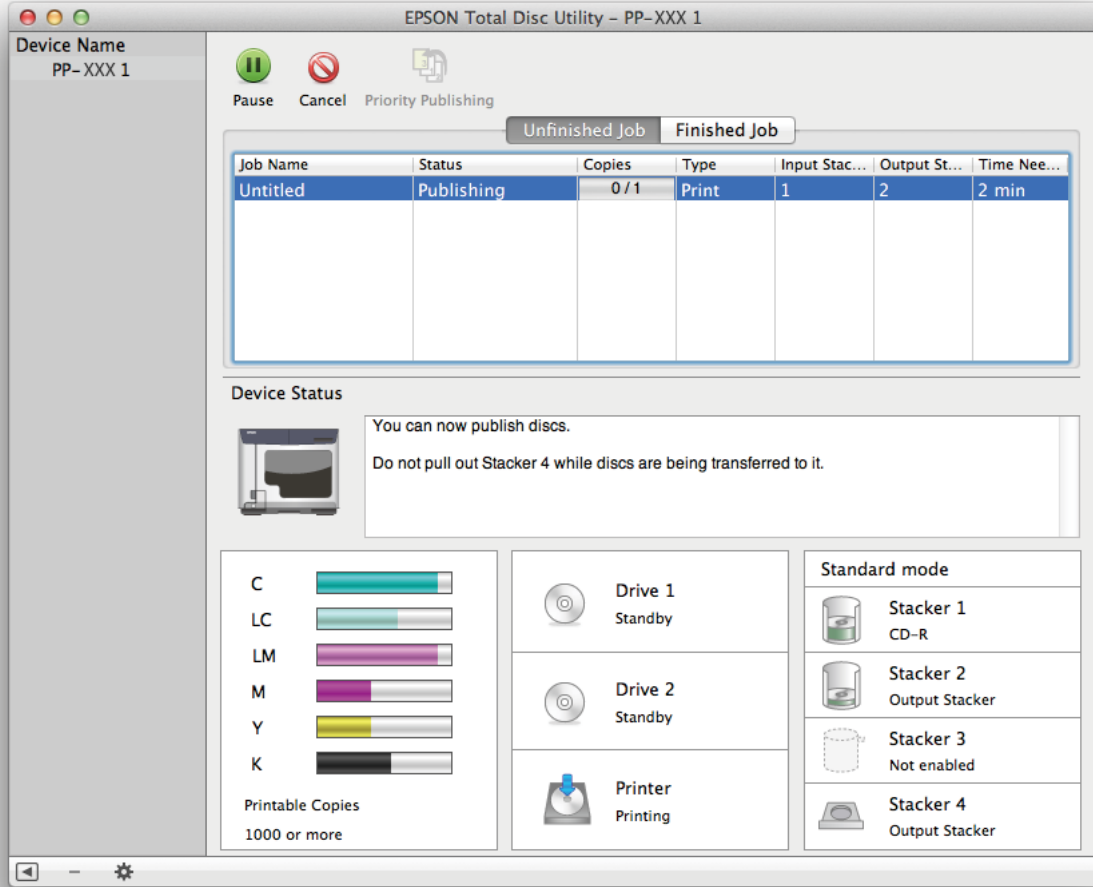 EPSON Total Disc Utility – PP-XXX 1
Device Name
PP- XXX 1
Pause Cancel Priority Publishing
Unfinished Job Finished Job
Job Name Status Copies Type Input Stac... Output St... Time Nee...
Untitled Publishing 0 / 1 Print 1 2 2 min
Device Status
You can now publish discs.
Do not pull out Stacker 4 while discs are being transferred to it.
C
LC
LM
M
Y
K
Printable Copies
1000 or more
Drive 1
Standby
Drive 2
Standby
Printer
Printing
Standard mode
Stacker 1
CD-R
Stacker 2
Output Stacker
Stacker 3
Not enabled
Stacker 4
Output Stacker